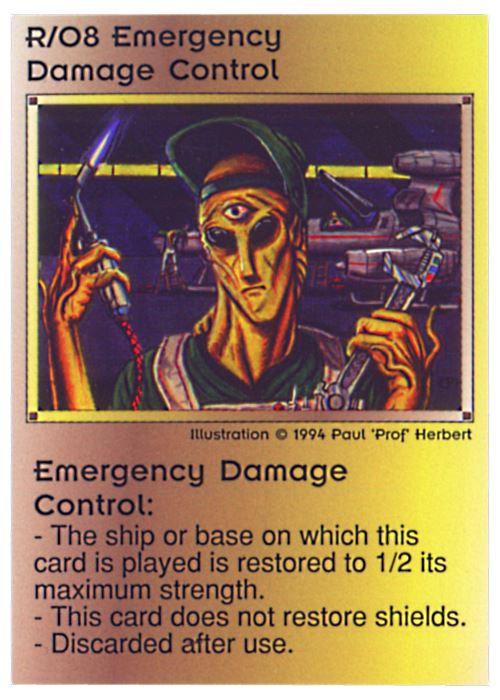 R/O8 Emergency
Damage Control
Illustration © 1994 Paul 'Prof' Herbert
Emergency Damage
Control:
- The ship or base on which this
card is played is restored to 1/2 its
maximum strength.
- This card does not restore shields.
- Discarded after use.